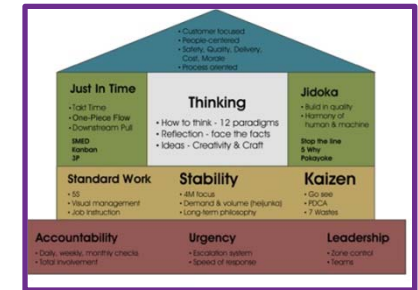 • Customer focused
• People-centered
• Safety, Quality, Delivery,
Cost, Morale
• Process oriented
Just In Time
• Takt Time
• One-Piece Flow
• Downstream Pull
SMED
Kanban
3P
Thinking
• How to think - 12 paradigms
• Reflection - face the facts
• Ideas - Creativity & Craft
Jidoka
• Build in quality
• Harmony of
human & machine
Stop the line
5 Why
Pokayoke
Standard Work
• 5S
• Visual management
• Job Instruction
Stability
• 4M focus
• Demand & volume (heijunka)
• Long-term philosophy
Kaizen
• Go see
• PDCA
• 7 Wastes
Accountability
• Daily, weekly, monthly checks
• Total involvement
Urgency
• Escalation system
• Speed of response
Leadership
• Zone control
• Teams